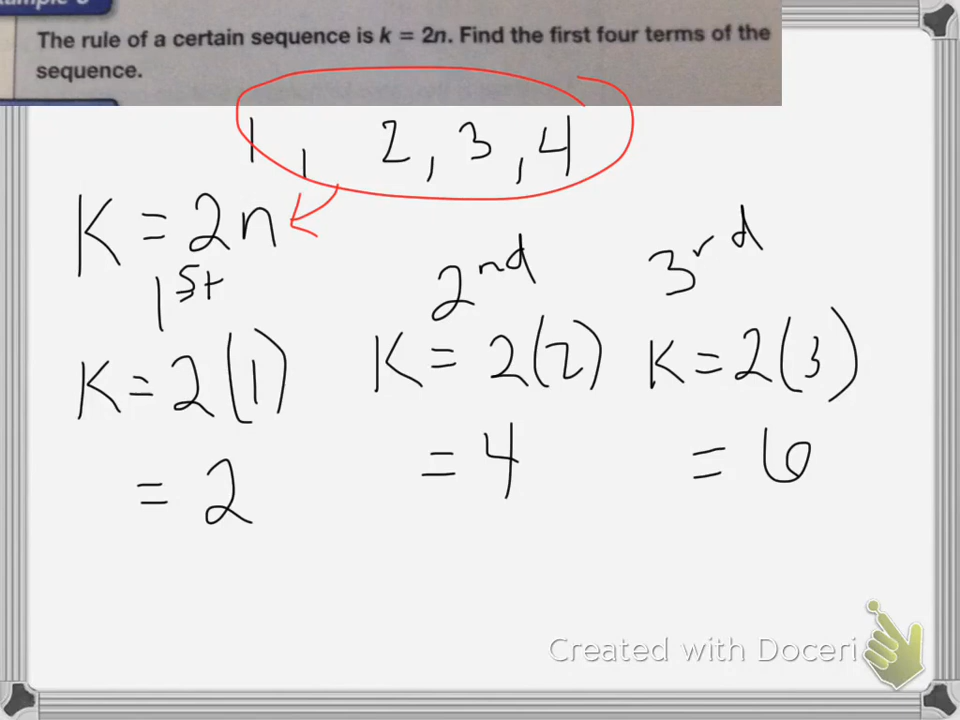 The rule of a certain sequence is k = 2n. Find the first four terms of the
sequence.
1, 2, 3, 4
K = 2n
1st 2nd 3rd
K = 2(1) K = 2(2) K = 2(3)
= 2 = 4 = 6
Created with Doceri